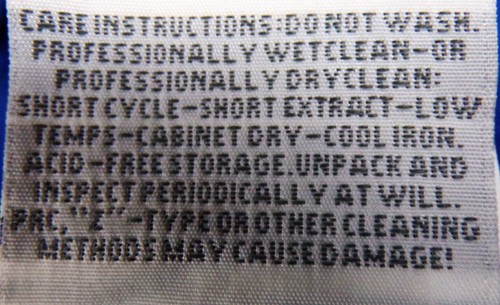 CARE INSTRUCTIONS: DO NOT WASH.
PROFESSIONALLY WETCLEAN-OR
PROFESSIONALLY DRYCLEAN:
SHORT CYCLE-SHORT EXTRACT-LOW
TEMPS-CABINET DRY-COOL IRON.
ACID-FREE STORAGE. UNPACK AND
INSPECT PERIODICALLY AT WILL.
PRC, "Z"-TYPE OR OTHER CLEANING
METHODS MAY CAUSE DAMAGE!